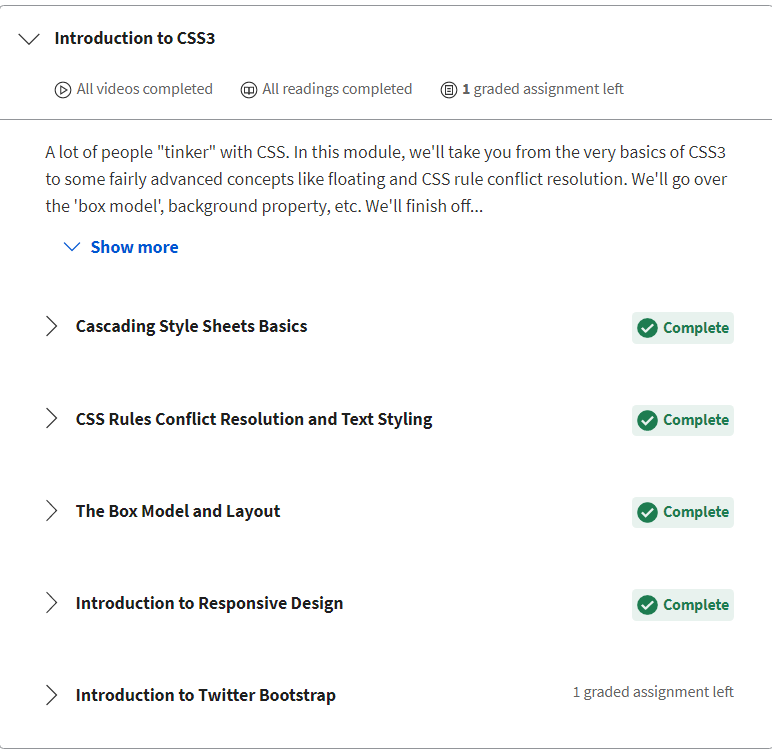 Introduction to CSS3
All videos completed
All readings completed
1 graded assignment left
A lot of people "tinker" with CSS. In this module, we'll take you from the very basics of CSS3
to some fairly advanced concepts like floating and CSS rule conflict resolution. We'll go over
the 'box model', background property, etc. We'll finish off...
Show more
Cascading Style Sheets Basics
Complete
CSS Rules Conflict Resolution and Text Styling
Complete
The Box Model and Layout
Complete
Introduction to Responsive Design
Complete
Introduction to Twitter Bootstrap
1 graded assignment left